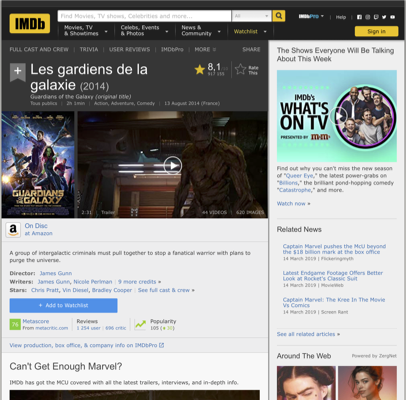 IMDb
Find Movies, TV shows, Celebrities and more...
All
IMDbPro
Help
Movies, TV
& Showtimes
Celebs, Events
& Photos
News &
Community
Watchlist
Sign in
FULL CAST AND CREW | TRIVIA | USER REVIEWS | IMDbPro | MORE
SHARE
Les gardiens de la
galaxie (2014)
Guardians of the Galaxy (original title)
Tous publics | 2h 1min | Action, Adventure, Comedy | 13 August 2014 (France)
8,1
Rate
This
GUARDIANS
GALAXY
2:31 | Trailer
44 VIDEOS | 620 IMAGES
On Disc
at Amazon
A group of intergalactic criminals must pull together to stop a fanatical warrior with plans to
purge the universe.
Director: James Gunn
Writers: James Gunn, Nicole Perlman | 9 more credits »
Stars: Chris Pratt, Vin Diesel, Bradley Cooper | See full cast & crew »
+ Add to Watchlist
Metascore
From metacritic.com
Reviews
1 254 user | 596 critic
Popularity
View production, box office, & company info on IMDbPro
Can't Get Enough Marvel?
IMDb has got the MCU covered with all the latest trailers, interviews, and in-depth info.
The Shows Everyone Will Be Talking
About This Week
IMDb's
WHAT'S
ON TV
PRESENTED BY m&m's
Find out why you can't miss the new season
of "Queer Eye," the latest power-grabs on
"Billions," the brilliant pond-hopping comedy
"Catastrophe," and more.
Watch now »
Related News
Captain Marvel pushes the MCU beyond
the $18 billion mark at the box office
14 March 2019 | Flickeringmyth
Latest Endgame Footage Offers Better
Look at Rocket's Classic Suit
14 March 2019 | MovieWeb
Captain Marvel: The Kree In The Movie
Vs Comics
14 March 2019 | Screen Rant
See all related articles »
Around The Web
Powered by ZergNet